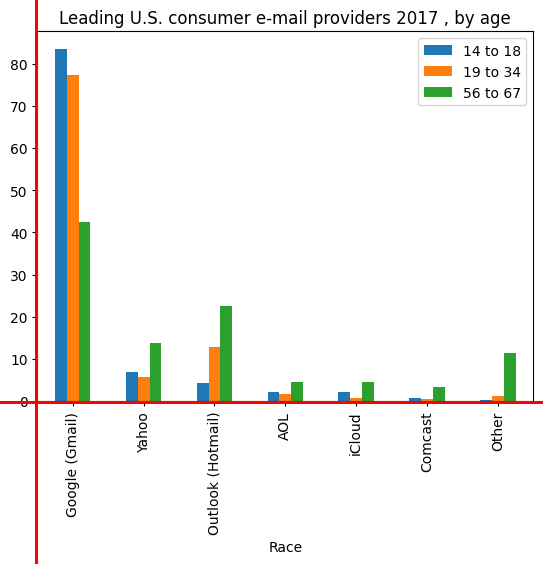 Leading U.S. consumer e-mail providers 2017 , by age
14 to 18
19 to 34
56 to 67
80
70
60
50
40
30
20
10
0
Google (Gmail)
Yahoo
Outlook (Hotmail)
AOL
iCloud
Comcast
Other
Race